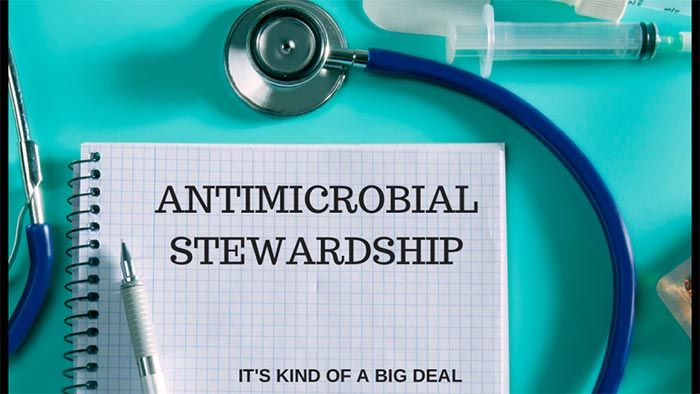 ANTIMICROBIAL
STEWARDSHIP
IT'S KIND OF A BIG DEAL